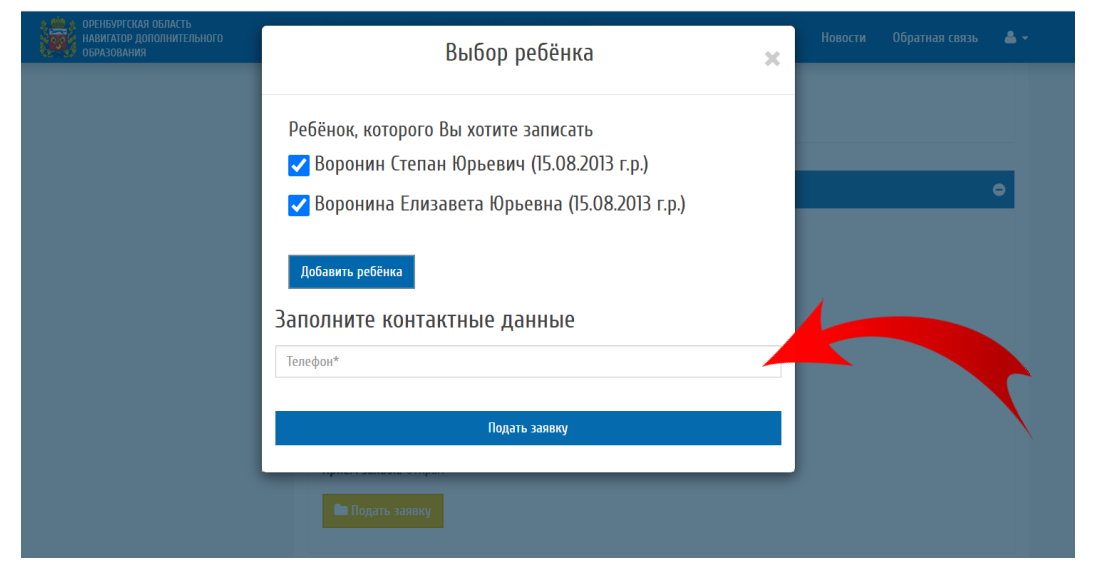 ОРЕНБУРГСКАЯ ОБЛАСТЬ
НАВИГАТОР ДОПОЛНИТЕЛЬНОГО
ОБРАЗОВАНИЯ
Новости Обратная связь
Выбор ребёнка
Ребёнок, которого Вы хотите записать
Воронин Степан Юрьевич (15.08.2013 г.р.)
Воронина Елизавета Юрьевна (15.08.2013 г.р.)
Добавить ребёнка
Заполните контактные данные
Телефон*
Подать заявку
Подать заявку